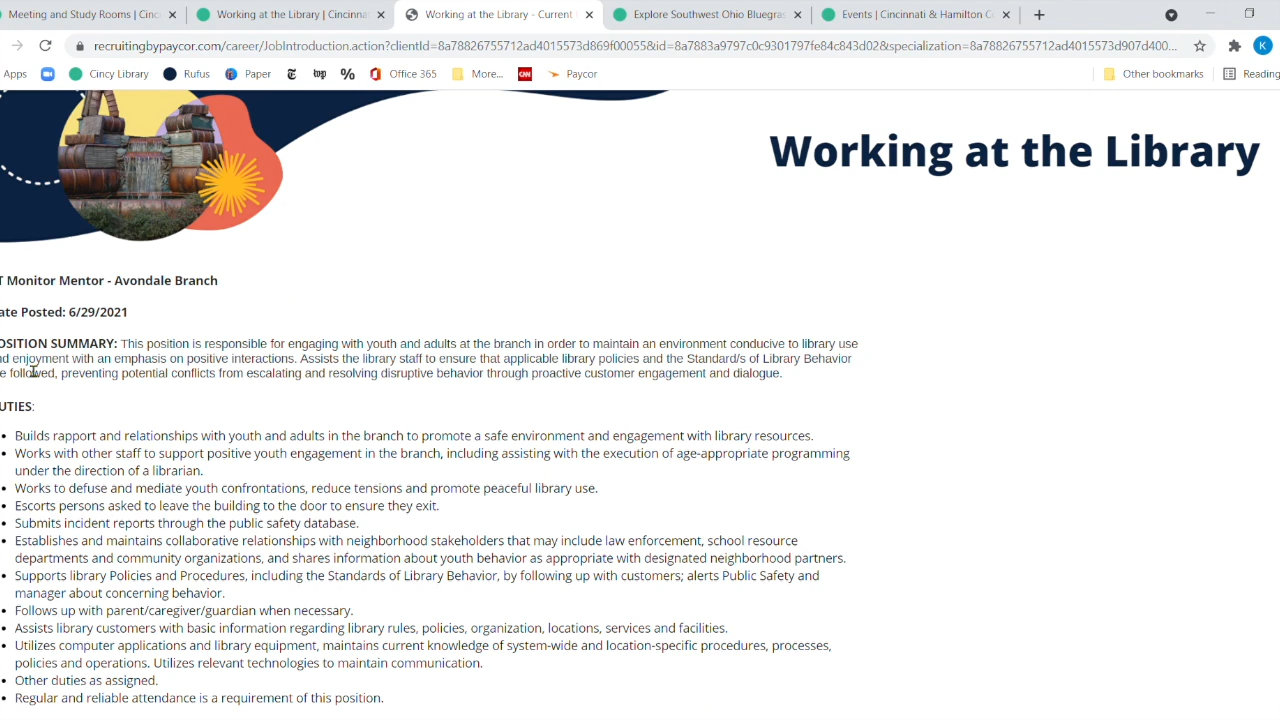 Meeting and Study Rooms | Cinc
Working at the Library | Cincinna
Working at the Library - Current
Explore Southwest Ohio Bluegras
Events | Cincinnati & Hamilton C
recruitingbypaycor.com/career/JobIntroduction.action?clientId=8a78826755712ad4015573d869f00055&id=8a7883a9797c0c9301797fe84c843d02&specialization=8a78826755712ad4015573d907d400...
K
Apps
Cincy Library
Rufus
Paper
Office 365
More...
CNN
Paycor
Other bookmarks
Reading
Working at the Library
T Monitor Mentor - Avondale Branch
ate Posted: 6/29/2021
OSITION SUMMARY: This position is responsible for engaging with youth and adults at the branch in order to maintain an environment conducive to library use
nd enjoyment with an emphasis on positive interactions. Assists the library staff to ensure that applicable library policies and the Standard/s of Library Behavior
e followed, preventing potential conflicts from escalating and resolving disruptive behavior through proactive customer engagement and dialogue.
UTIES:
• Builds rapport and relationships with youth and adults in the branch to promote a safe environment and engagement with library resources.
• Works with other staff to support positive youth engagement in the branch, including assisting with the execution of age-appropriate programming
under the direction of a librarian.
• Works to defuse and mediate youth confrontations, reduce tensions and promote peaceful library use.
• Escorts persons asked to leave the building to the door to ensure they exit.
• Submits incident reports through the public safety database.
• Establishes and maintains collaborative relationships with neighborhood stakeholders that may include law enforcement, school resource
departments and community organizations, and shares information about youth behavior as appropriate with designated neighborhood partners.
• Supports library Policies and Procedures, including the Standards of Library Behavior, by following up with customers; alerts Public Safety and
manager about concerning behavior.
• Follows up with parent/caregiver/guardian when necessary.
• Assists library customers with basic information regarding library rules, policies, organization, locations, services and facilities.
• Utilizes computer applications and library equipment, maintains current knowledge of system-wide and location-specific procedures, processes,
policies and operations. Utilizes relevant technologies to maintain communication.
• Other duties as assigned.
• Regular and reliable attendance is a requirement of this position.